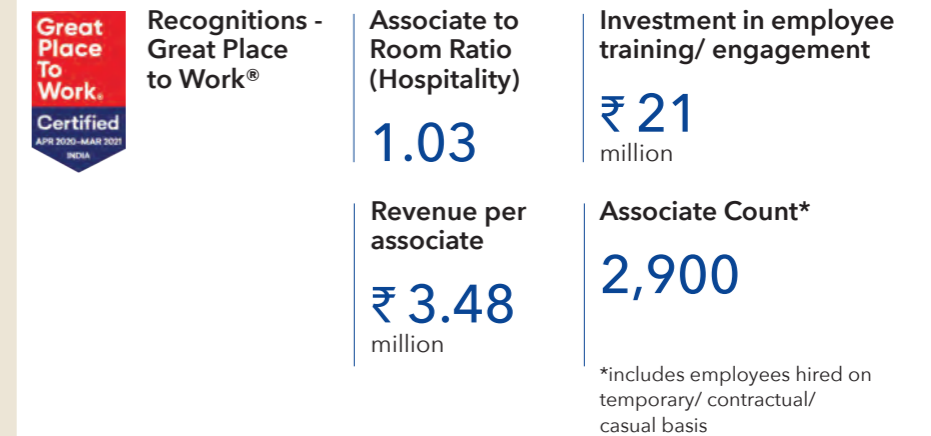 Great
Place
To
Work.
Certified
APR 2020-MAR 2021
INDIA
Recognitions -
Great Place
to Work®
Associate to
Room Ratio
(Hospitality)
1.03
Investment in employee
training/ engagement
₹ 21
million
Revenue per
associate
₹ 3.48
million
Associate Count*
2,900
*includes employees hired on
temporary/ contractual/
casual basis